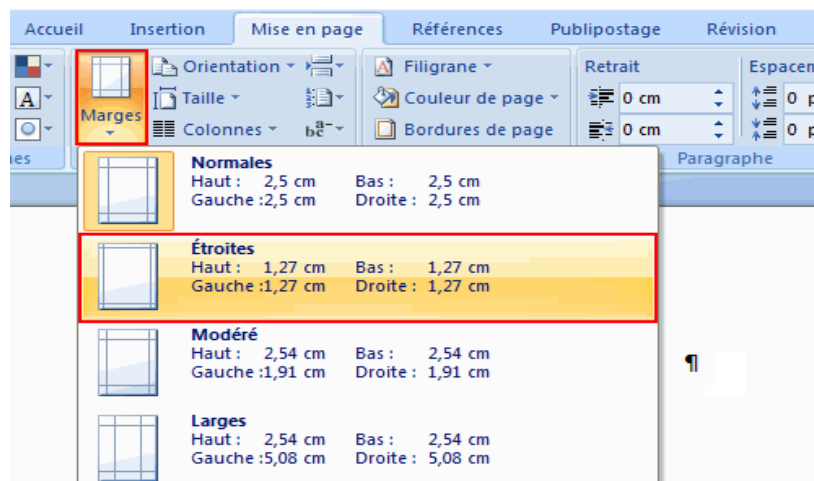 Accueil Insertion Mise en page Références Publipostage Révision
Orientation Filigrane Retrait
Taille Couleur de page 0 cm 0
Marges
Colonnes Bordures de page 0 cm 0
Paragraphe
Normales
Haut : 2,5 cm Bas : 2,5 cm
Gauche :2,5 cm Droite : 2,5 cm
Étroites
Haut : 1,27 cm Bas : 1,27 cm
Gauche :1,27 cm Droite : 1,27 cm
Modéré
Haut : 2,54 cm Bas : 2,54 cm
Gauche :1,91 cm Droite : 1,91 cm
¶
Larges
Haut : 2,54 cm Bas : 2,54 cm
Gauche :5,08 cm Droite : 5,08 cm